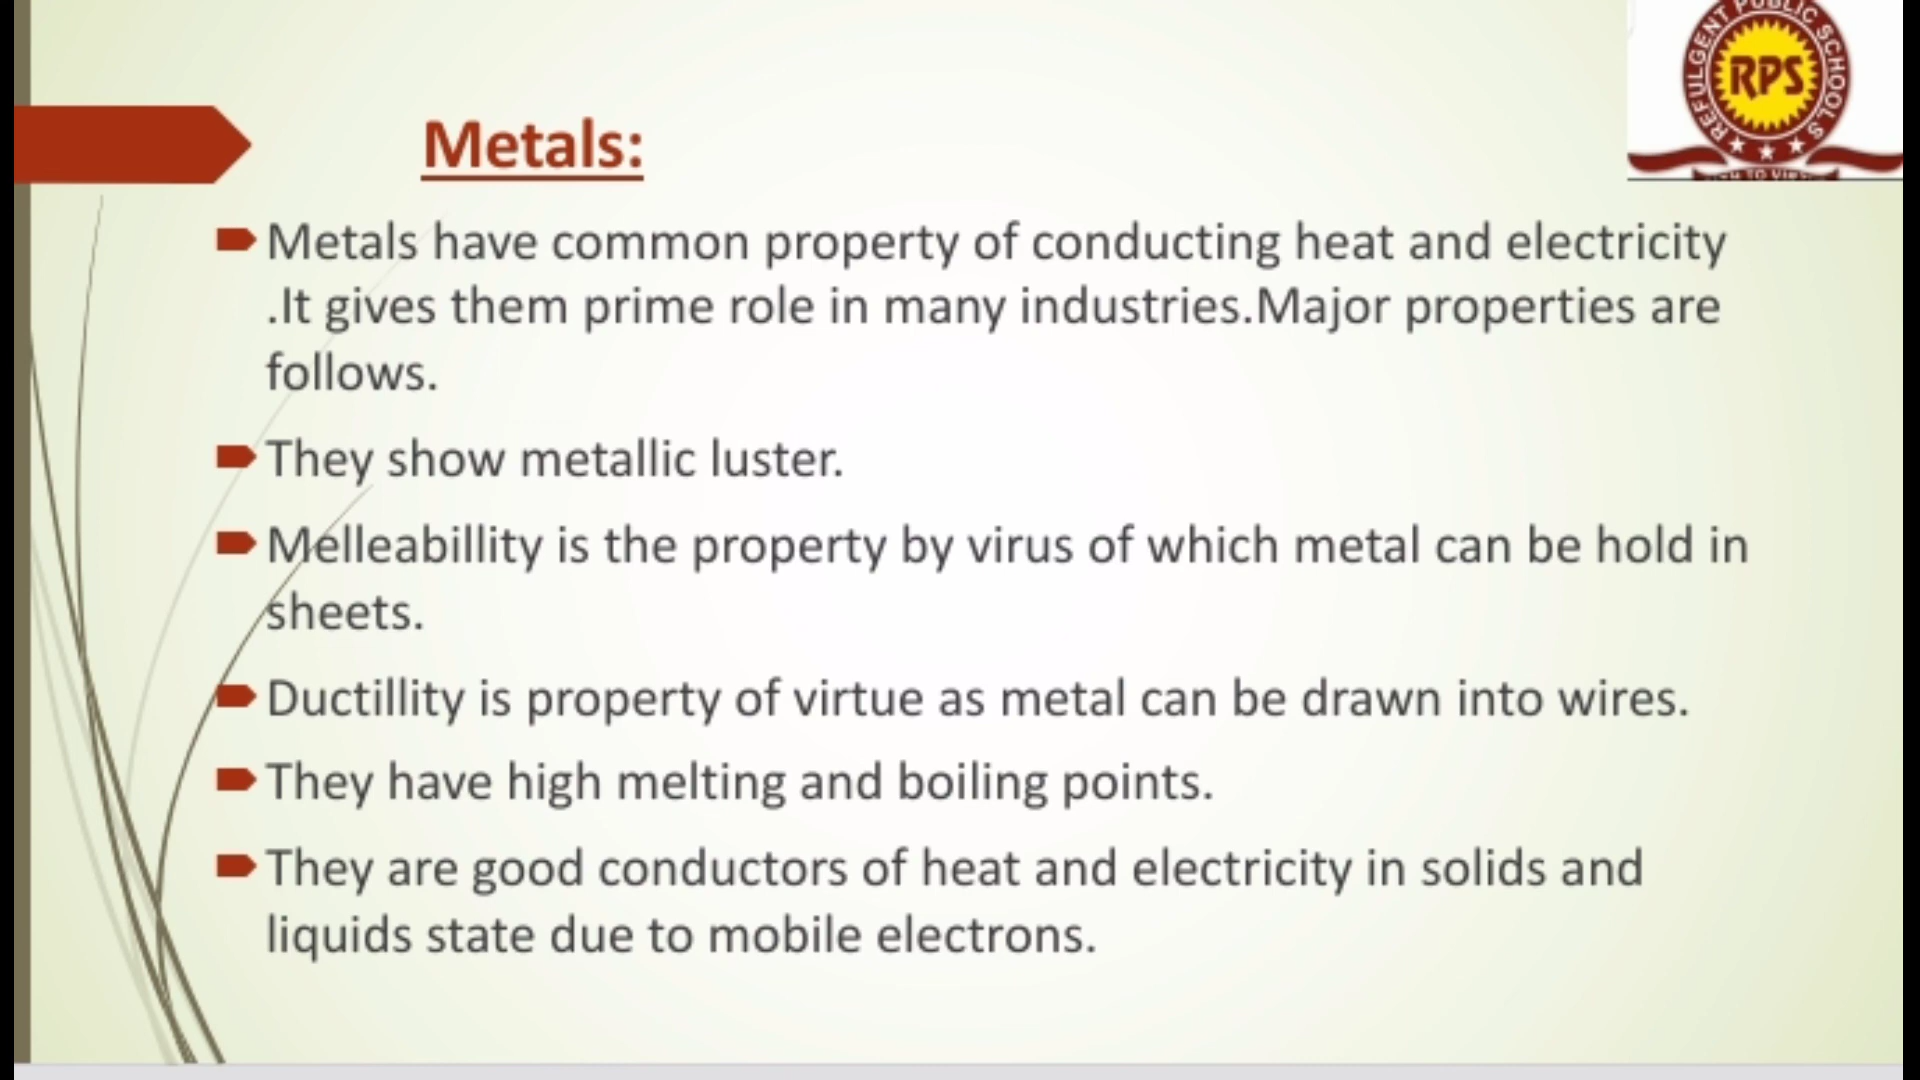 REFULGENT PUBLIC SCHOOLS
RPS
Metals:
Metals have common property of conducting heat and electricity
.It gives them prime role in many industries.Major properties are
follows.
They show metallic luster.
Melleabillity is the property by virus of which metal can be hold in
sheets.
Ductillity is property of virtue as metal can be drawn into wires.
They have high melting and boiling points.
They are good conductors of heat and electricity in solids and
liquids state due to mobile electrons.